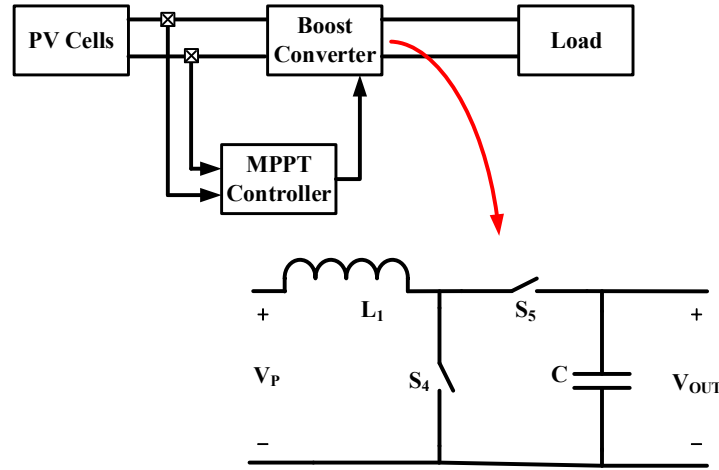 PV Cells
Boost
Converter
Load
MPPT
Controller
L1
S5
+
+
VP
S4
C
VOUT
−
−